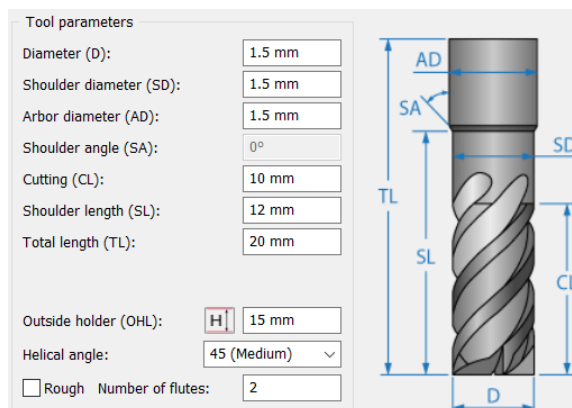 Tool parameters
Diameter (D): 1.5 mm
Shoulder diameter (SD): 1.5 mm
Arbor diameter (AD): 1.5 mm
Shoulder angle (SA): 0°
Cutting (CL): 10 mm
Shoulder length (SL): 12 mm
Total length (TL): 20 mm
Outside holder (OHL): H 15 mm
Helical angle: 45 (Medium)
Rough Number of flutes: 2
AD
SA
SD
TL
SL
CL
D